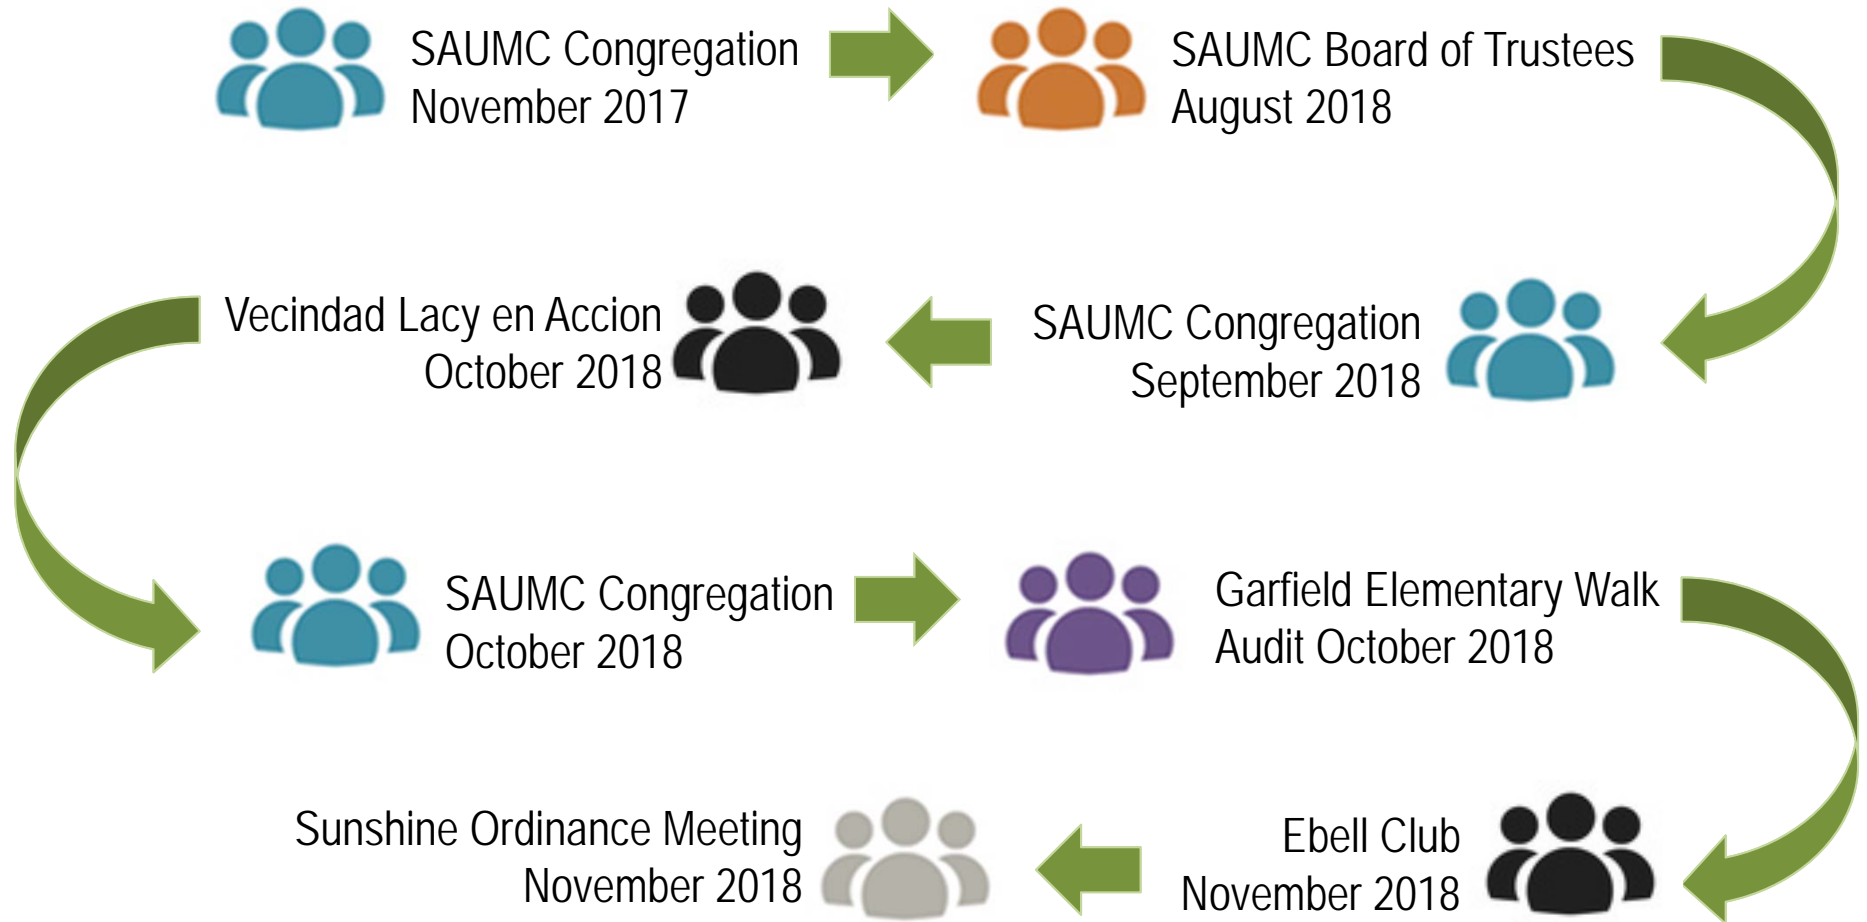 SAUMC Congregation
November 2017
SAUMC Board of Trustees
August 2018
SAUMC Congregation
September 2018
Vecindad Lacy en Accion
October 2018
SAUMC Congregation
October 2018
Garfield Elementary Walk
Audit October 2018
Ebell Club
November 2018
Sunshine Ordinance Meeting
November 2018